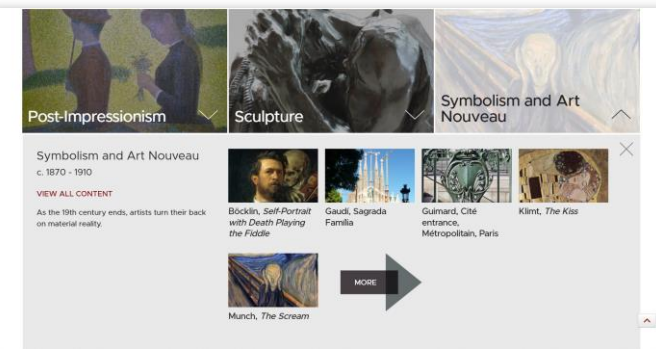 Post-Impressionism
Sculpture
Symbolism and Art
Nouveau
Symbolism and Art Nouveau
c. 1870 - 1910
VIEW ALL CONTENT
As the 19th century ends, artists turn their back
on material reality.
Böcklin, Self-Portrait
with Death Playing
the Fiddle
Gaudí, Sagrada
Família
Guimard, Cité
entrance,
Métropolitain, Paris
Klimt, The Kiss
Munch, The Scream
MORE